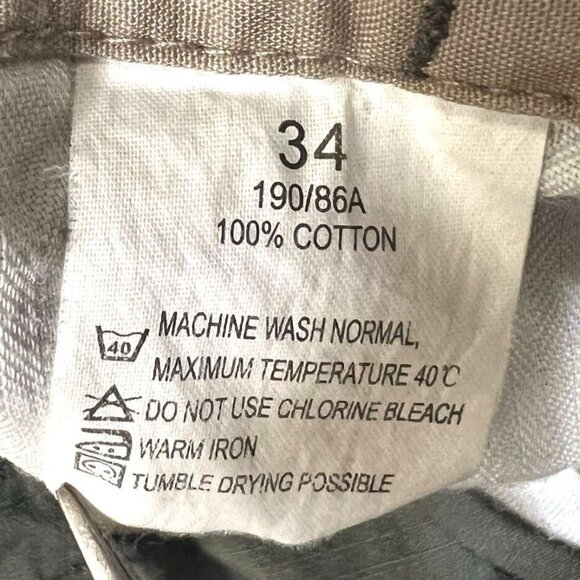 34
190/86A
100% COTTON
40 MACHINE WASH NORMAL,
MAXIMUM TEMPERATURE 40℃
DO NOT USE CHLORINE BLEACH
WARM IRON
TUMBLE DRYING POSSIBLE